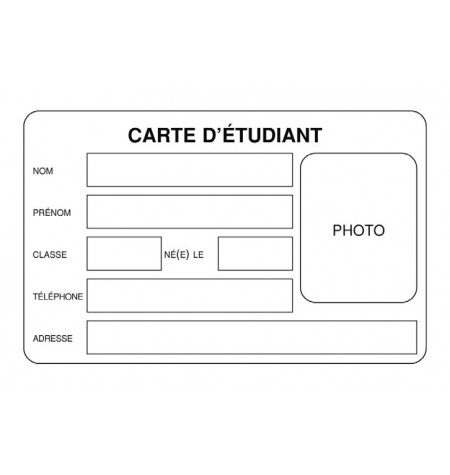 CARTE D'ÉTUDIANT
NOM
PRÉNOM
PHOTO
CLASSE NÉ(E) LE
TÉLÉPHONE
ADRESSE